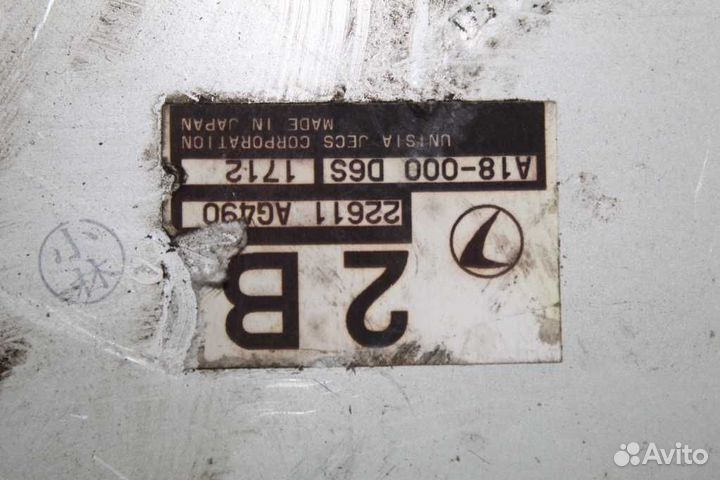 2B
22611 AG490
A18-000 D6S 1712
UNISIA JECS CORPORATION
MADE IN JAPAN
小林
Avito